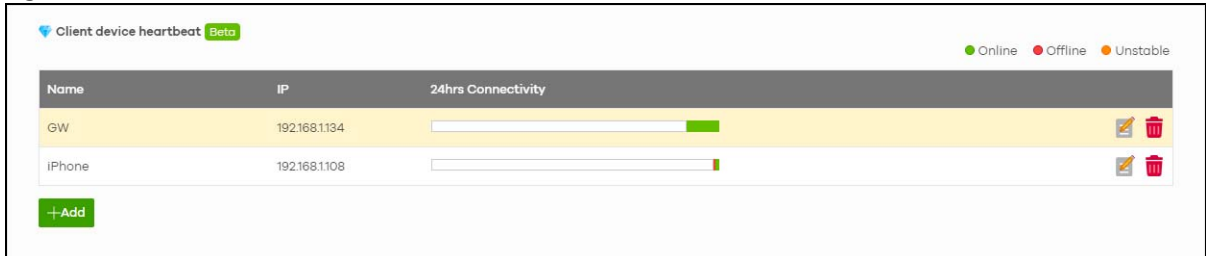 Client device heartbeat Beta
Online Offline Unstable
Name IP 24hrs Connectivity
GW 192.168.1.134
iPhone 192.168.1.108
+Add